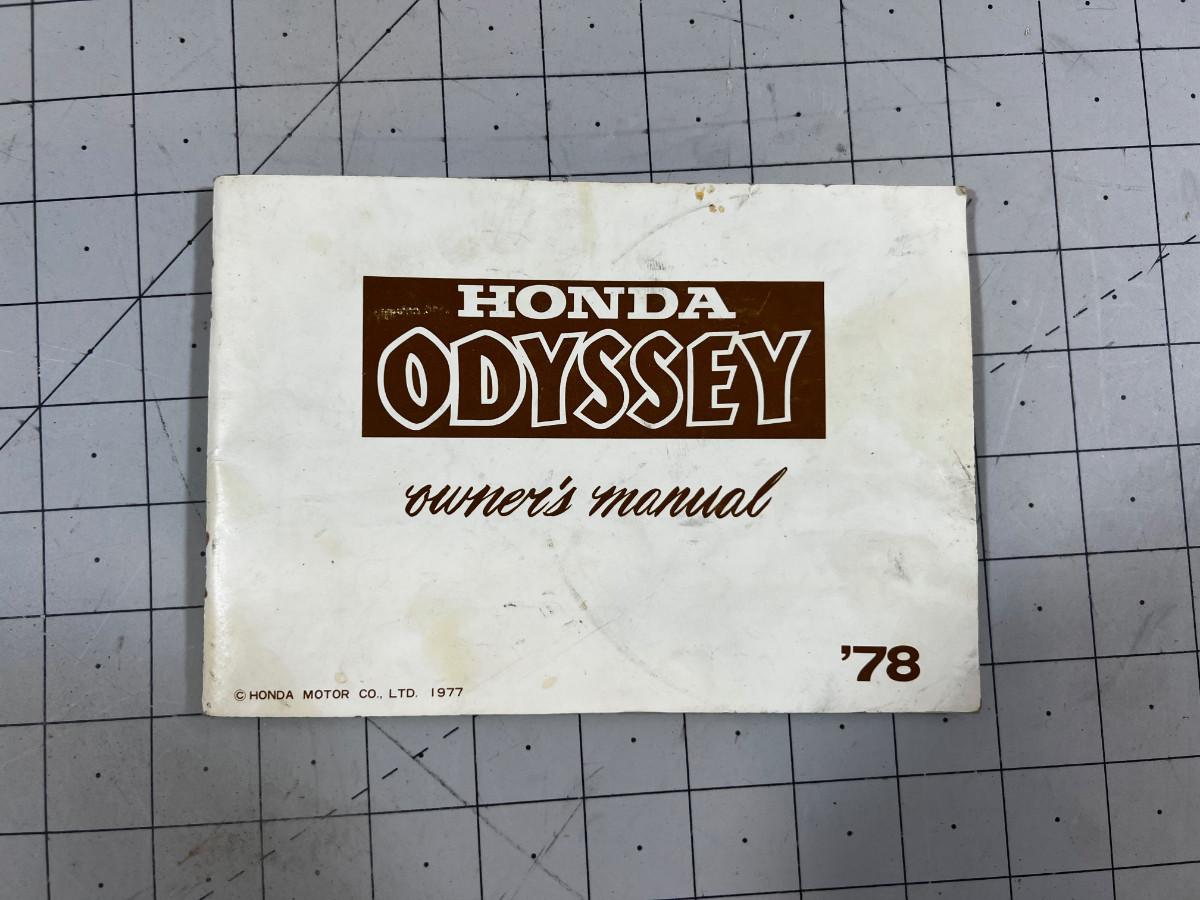 HONDA
ODYSSEY
owner's manual
'78
© HONDA MOTOR CO., LTD. 1977